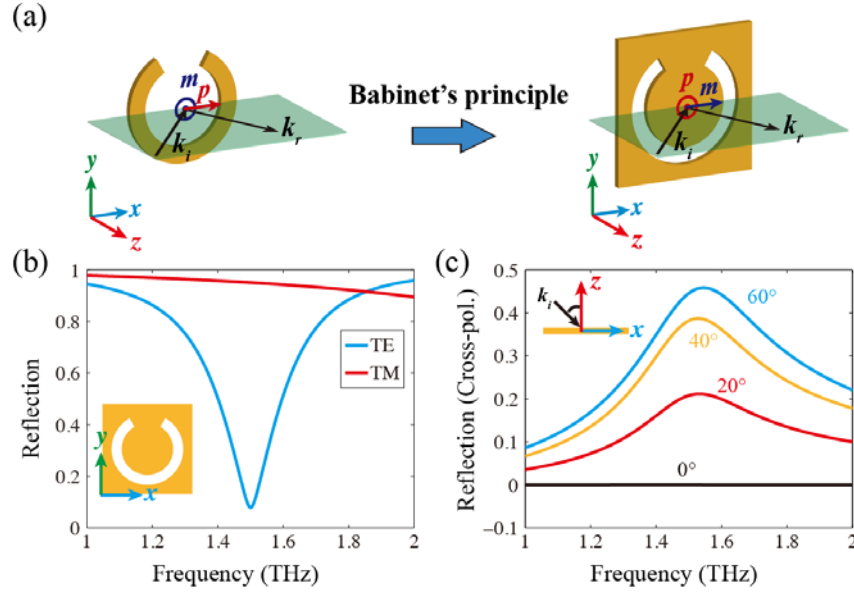 (a)
m
p
k_i
k_r
y
x
z
Babinet's principle
p
m
k_i
k_r
y
x
z
(b)
Reflection
1
0.8
0.6
0.4
0.2
0
TE
TM
y
x
1
1.2
1.4
1.6
1.8
2
Frequency (THz)
(c)
Reflection (Cross-pol.)
0.5
0.4
0.3
0.2
0.1
0
−0.1
k_i
z
x
60°
40°
20°
0°
1
1.2
1.4
1.6
1.8
2
Frequency (THz)